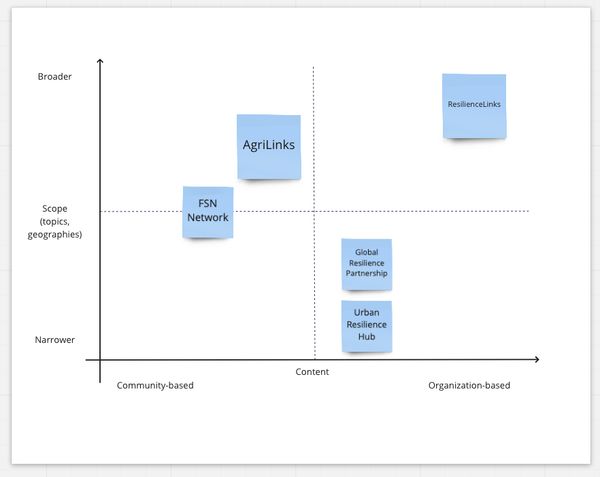 Broader
ResilienceLinks
AgriLinks
FSN
Network
Scope
(topics,
geographies)
Global
Resilience
Partnership
Urban
Resilience
Hub
Narrower
Content
Community-based
Organization-based